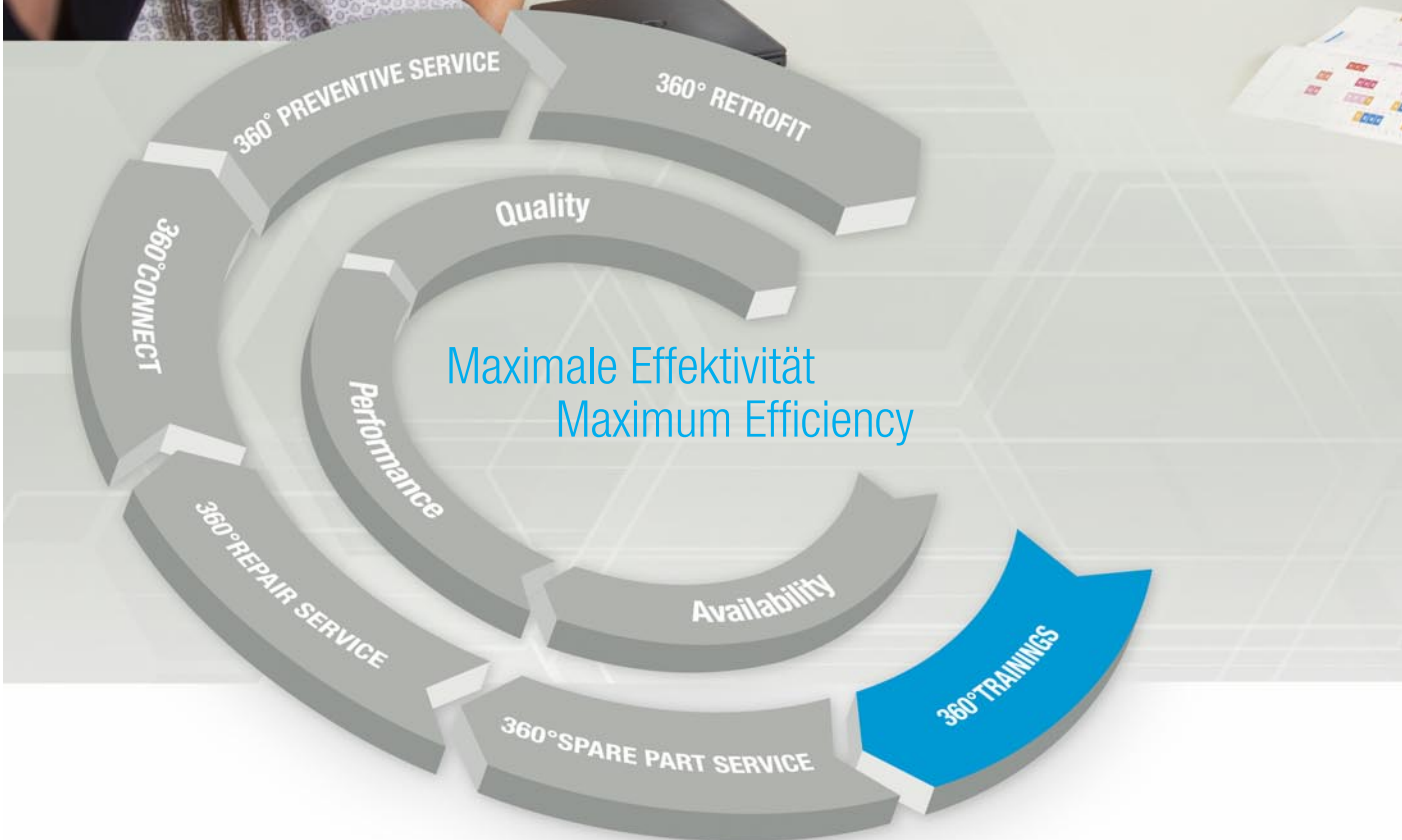 360° PREVENTIVE SERVICE
360° RETROFIT
Quality
360°CONNECT
Maximale Effektivität
Maximum Efficiency
Performance
360°REPAIR SERVICE
Availability
360°TRAININGS
360°SPARE PART SERVICE